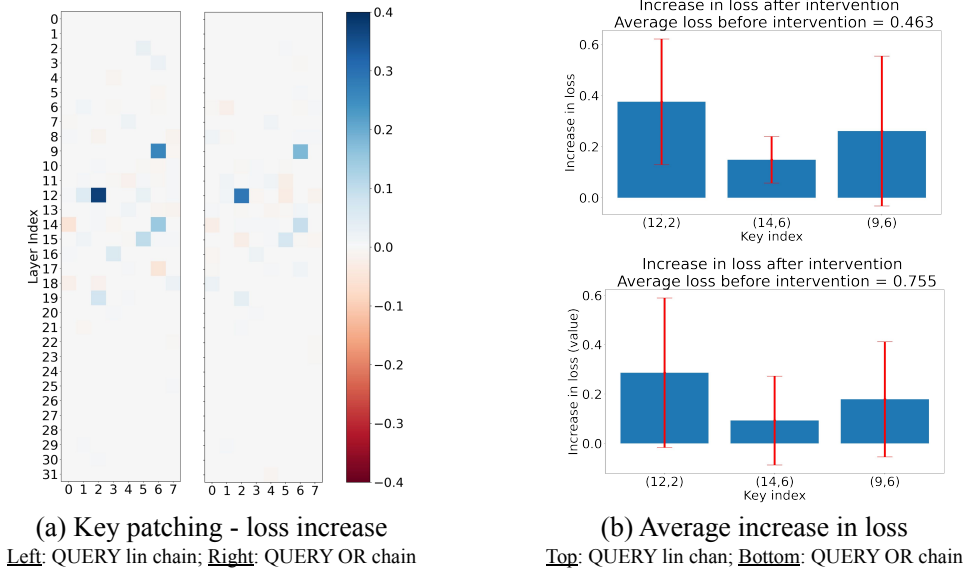 0
1
2
3
4
5
6
7
8
9
10
11
12
13
14
15
16
17
18
19
20
21
22
23
24
25
26
27
28
29
30
31
Layer Index
0 1 2 3 4 5 6 7
0 1 2 3 4 5 6 7
0.4
0.3
0.2
0.1
0.0
−0.1
−0.2
−0.3
−0.4
(a) Key patching - loss increase
Left: QUERY lin chain; Right: QUERY OR chain
Increase in loss after intervention
Average loss before intervention = 0.463
Increase in loss
0.6
0.4
0.2
0.0
(12,2) (14,6) (9,6)
Key index
Increase in loss after intervention
Average loss before intervention = 0.755
Increase in loss (value)
0.6
0.4
0.2
0.0
(12,2) (14,6) (9,6)
Key index
(b) Average increase in loss
Top: QUERY lin chan; Bottom: QUERY OR chain